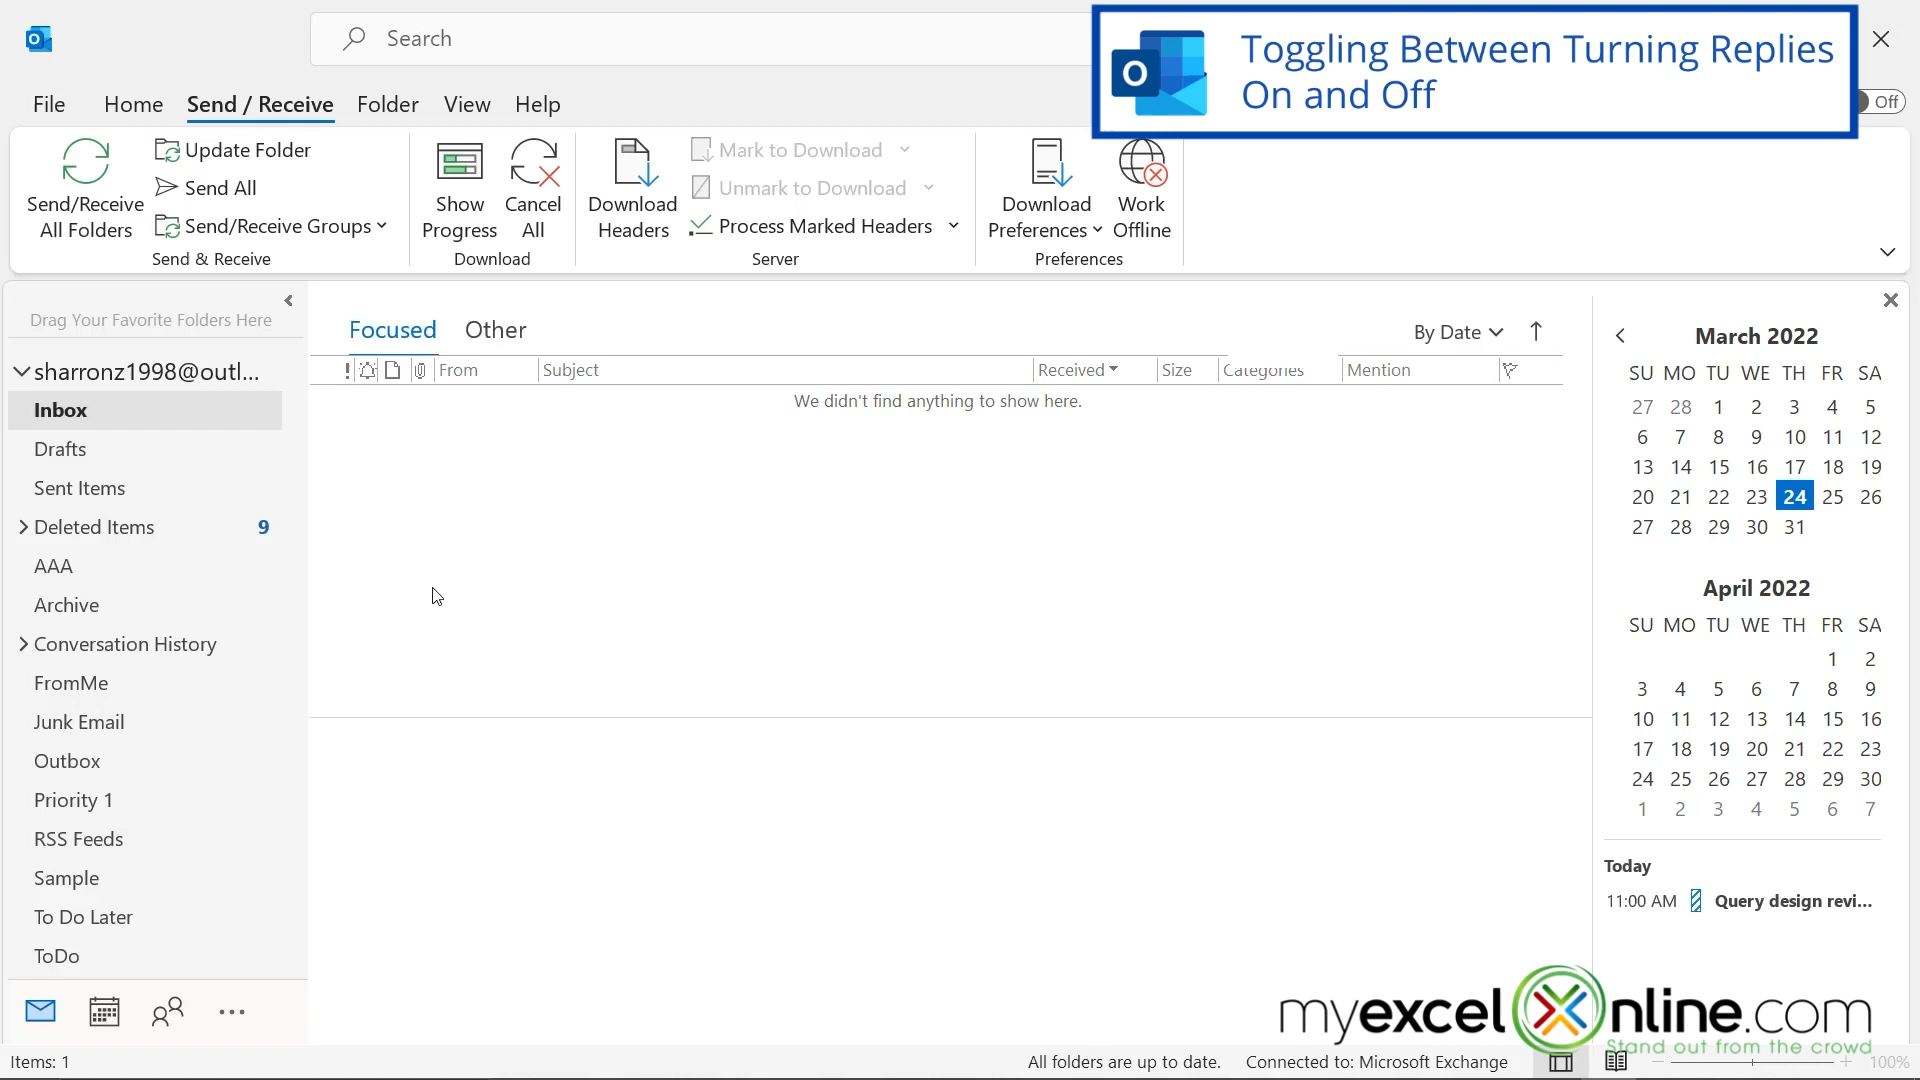 Search
Toggling Between Turning Replies
On and Off
Off
File
Home
Send / Receive
Folder
View
Help
Send/Receive
All Folders
Update Folder
Send All
Send/Receive Groups
Send & Receive
Show
Progress
Cancel
All
Download
Download
Headers
Mark to Download
Unmark to Download
Process Marked Headers
Server
Download
Preferences
Work
Offline
Preferences
Drag Your Favorite Folders Here
sharronz1998@outl...
Inbox
Drafts
Sent Items
Deleted Items 9
AAA
Archive
Conversation History
FromMe
Junk Email
Outbox
Priority 1
RSS Feeds
Sample
To Do Later
ToDo
Focused Other
By Date
! From Subject Received Size Categories Mention
We didn't find anything to show here.
March 2022
SU MO TU WE TH FR SA
27 28 1 2 3 4 5
6 7 8 9 10 11 12
13 14 15 16 17 18 19
20 21 22 23 24 25 26
27 28 29 30 31
April 2022
SU MO TU WE TH FR SA
1 2
3 4 5 6 7 8 9
10 11 12 13 14 15 16
17 18 19 20 21 22 23
24 25 26 27 28 29 30
1 2 3 4 5 6 7
Today
11:00 AM Query design revi...
myexcelonline.com
Stand out from the crowd
Items: 1
All folders are up to date.
Connected to: Microsoft Exchange
100%